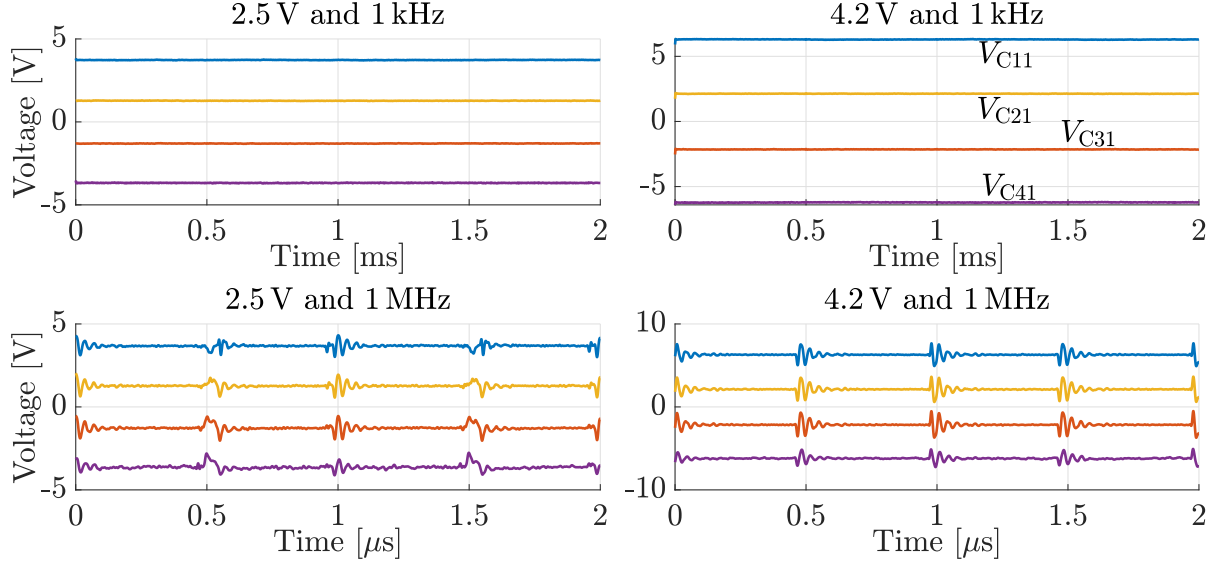 2.5 V and 1 kHz
4.2 V and 1 kHz
Voltage [V]
5
0
-5
0 0.5 1 1.5 2
Time [ms]
5
0
-5
V_C11
V_C21
V_C31
V_C41
0 0.5 1 1.5 2
Time [ms]
2.5 V and 1 MHz
4.2 V and 1 MHz
Voltage [V]
5
0
-5
0 0.5 1 1.5 2
Time [μs]
10
0
-10
0 0.5 1 1.5 2
Time [μs]